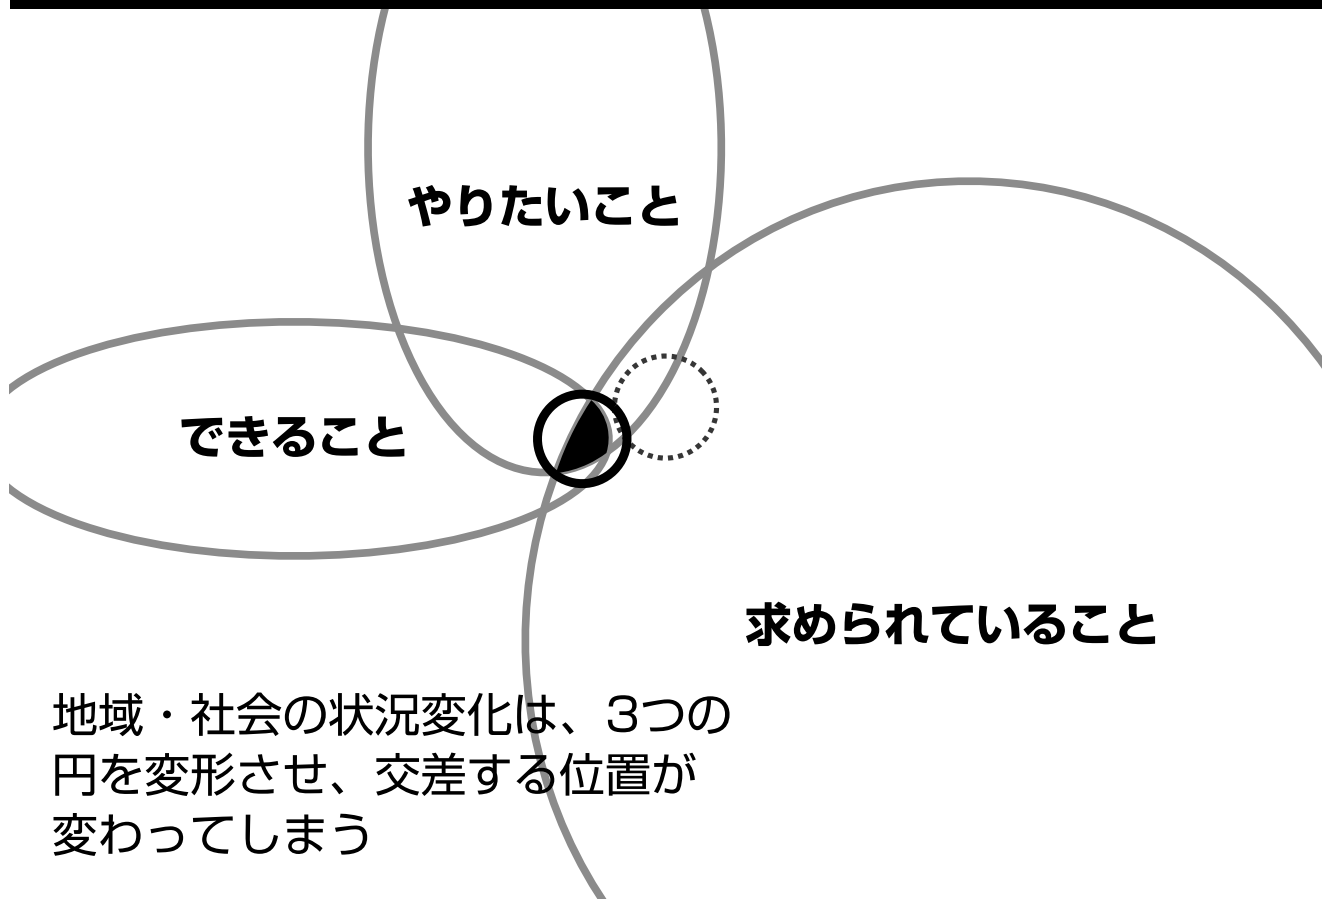 やりたいこと
できること
求められていること
地域・社会の状況変化は、3つの
円を変形させ、交差する位置が
変わってしまう